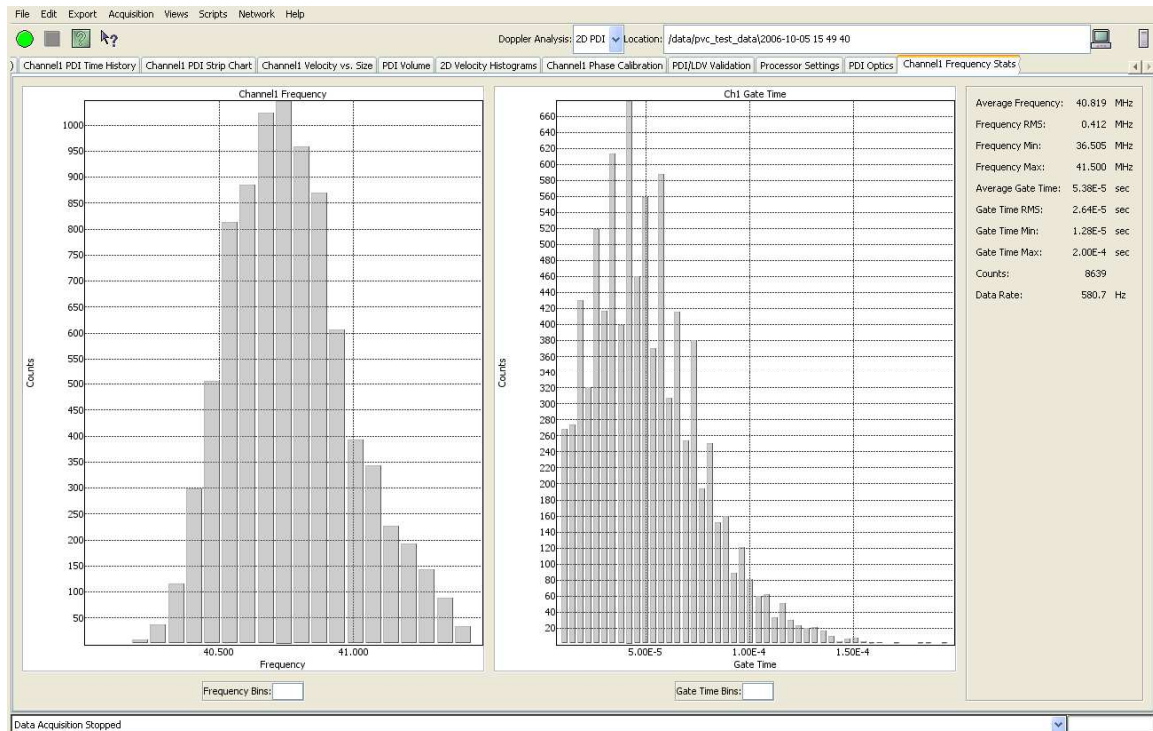 File Edit Export Acquisition Views Scripts Network Help
Doppler Analysis: 2D PDI Location: /data/pvc_test_data\2006-10-05 15 49 40
) Channel1 PDI Time History Channel1 PDI Strip Chart Channel1 Velocity vs. Size PDI Volume 2D Velocity Histograms Channel1 Phase Calibration PDI/LDV Validation Processor Settings PDI Optics Channel1 Frequency Stats
Channel1 Frequency
1000
950
900
850
800
750
700
650
600
550
500
450
400
350
300
250
200
150
100
50
Counts
40.500 41.000
Frequency
Frequency Bins:
Ch1 Gate Time
660
640
620
600
580
560
540
520
500
480
460
440
420
400
380
360
340
320
300
280
260
240
220
200
180
160
140
120
100
80
60
40
20
Counts
5.00E-5 1.00E-4 1.50E-4
Gate Time
Gate Time Bins:
Average Frequency: 40.819 MHz
Frequency RMS: 0.412 MHz
Frequency Min: 36.505 MHz
Frequency Max: 41.500 MHz
Average Gate Time: 5.38E-5 sec
Gate Time RMS: 2.64E-5 sec
Gate Time Min: 1.28E-5 sec
Gate Time Max: 2.00E-4 sec
Counts: 8639
Data Rate: 580.7 Hz
Data Acquisition Stopped